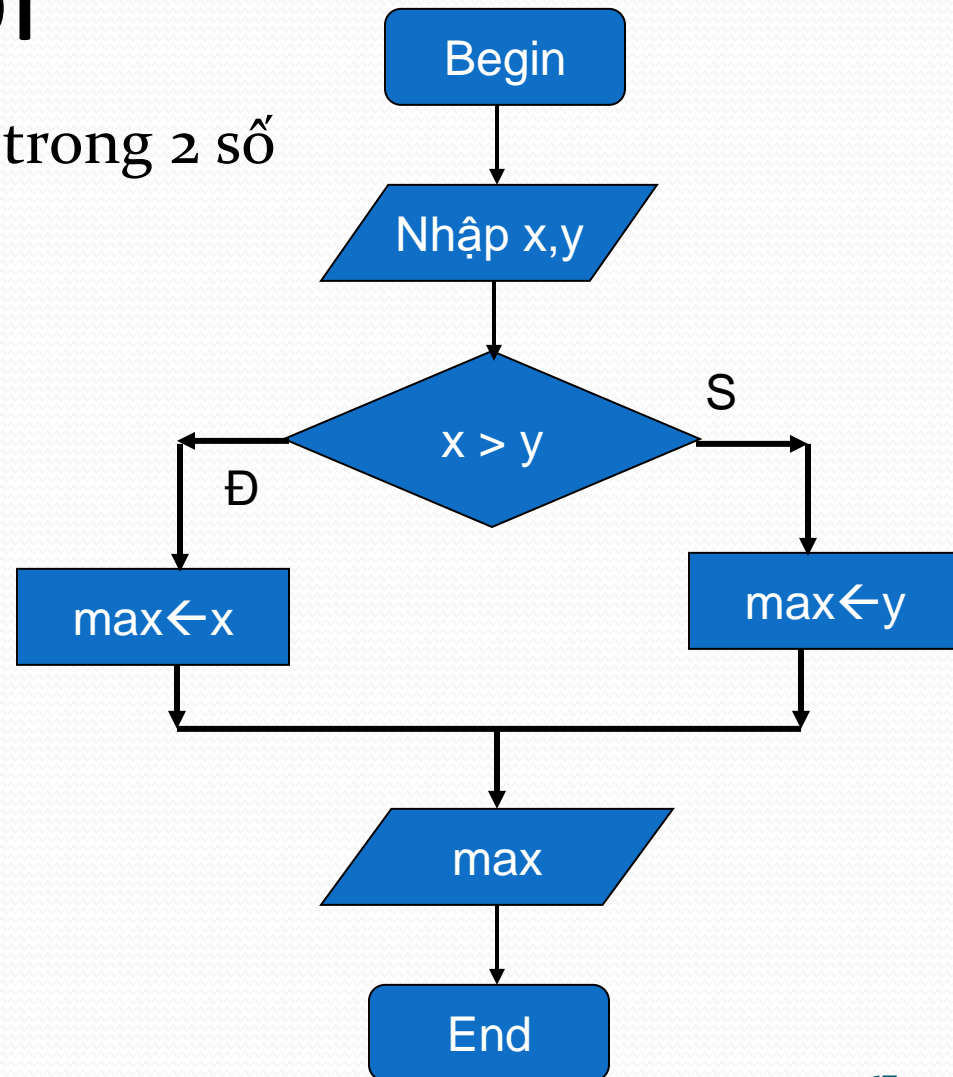 trong 2 số
Begin
Nhập x,y
x > y
S
Đ
max←x
max←y
max
End